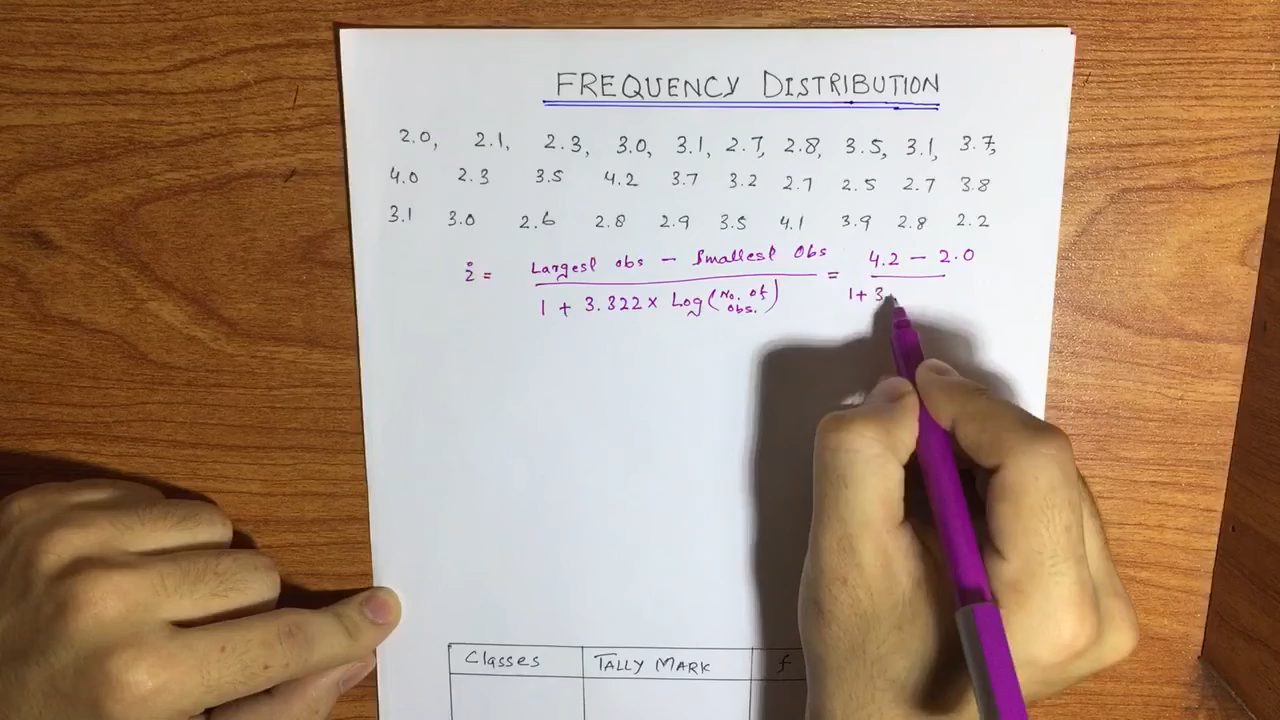 FREQUENCY DISTRIBUTION
2.0, 2.1, 2.3, 3.0, 3.1, 2.7, 2.8, 3.5, 3.1, 3.7,
4.0 2.3 3.5 4.2 3.7 3.2 2.7 2.5 2.7 3.8
3.1 3.0 2.6 2.8 2.9 3.5 4.1 3.9 2.8 2.2
i = Largest obs - Smallest Obs = 4.2 - 2.0
1 + 3.322 x Log (No. of obs.) 1 + 3.
Classes TALLY MARK f